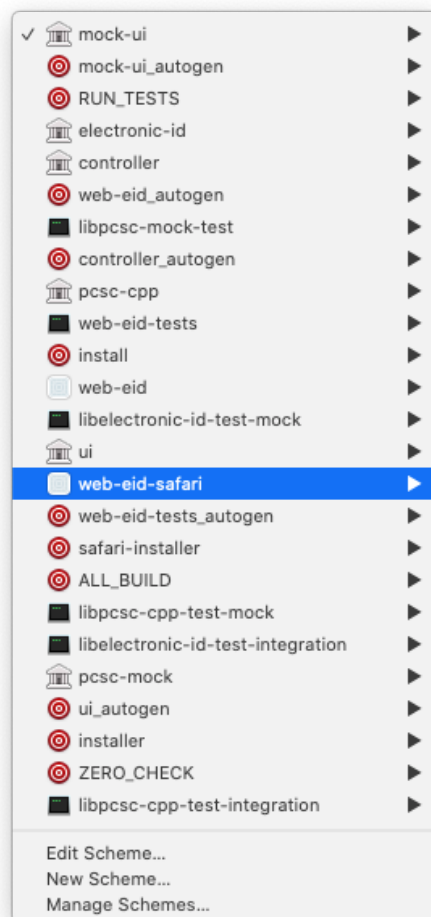 mock-ui
mock-ui_autogen
RUN_TESTS
electronic-id
controller
web-eid_autogen
libpcsc-mock-test
controller_autogen
pcsc-cpp
web-eid-tests
install
web-eid
libelectronic-id-test-mock
ui
web-eid-safari
web-eid-tests_autogen
safari-installer
ALL_BUILD
libpcsc-cpp-test-mock
libelectronic-id-test-integration
pcsc-mock
ui_autogen
installer
ZERO_CHECK
libpcsc-cpp-test-integration
Edit Scheme...
New Scheme...
Manage Schemes...